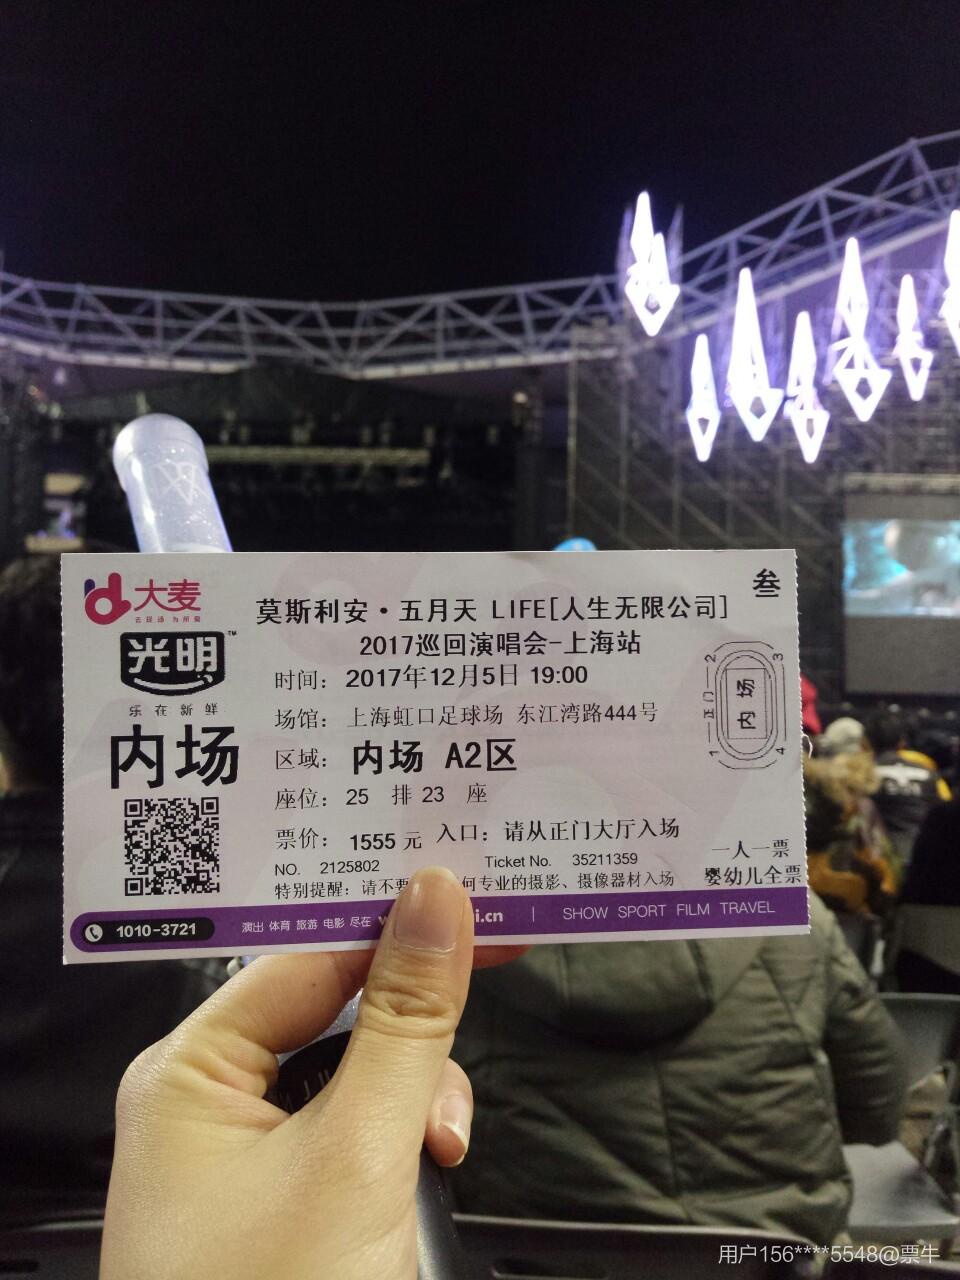 大麦
去现场 为所爱
叁
光明™
乐在新鲜
内场
莫斯利安·五月天 LIFE[人生无限公司]
2017巡回演唱会-上海站
时间：2017年12月5日 19:00
场馆：上海虹口足球场 东江湾路444号
区域：内场 A2区
座位：25 排 23 座
票价：1555 元 入口：请从正门大厅入场
NO. 2125802 Ticket No. 35211359
特别提醒：请不要 何专业的摄影、摄像器材入场
2 3
正门 内场
1 4
一人一票
婴幼儿全票
1010-3721 演出 体育 旅游 电影 尽在 w i.cn | SHOW SPORT FILM TRAVEL
用户156****5548@票牛